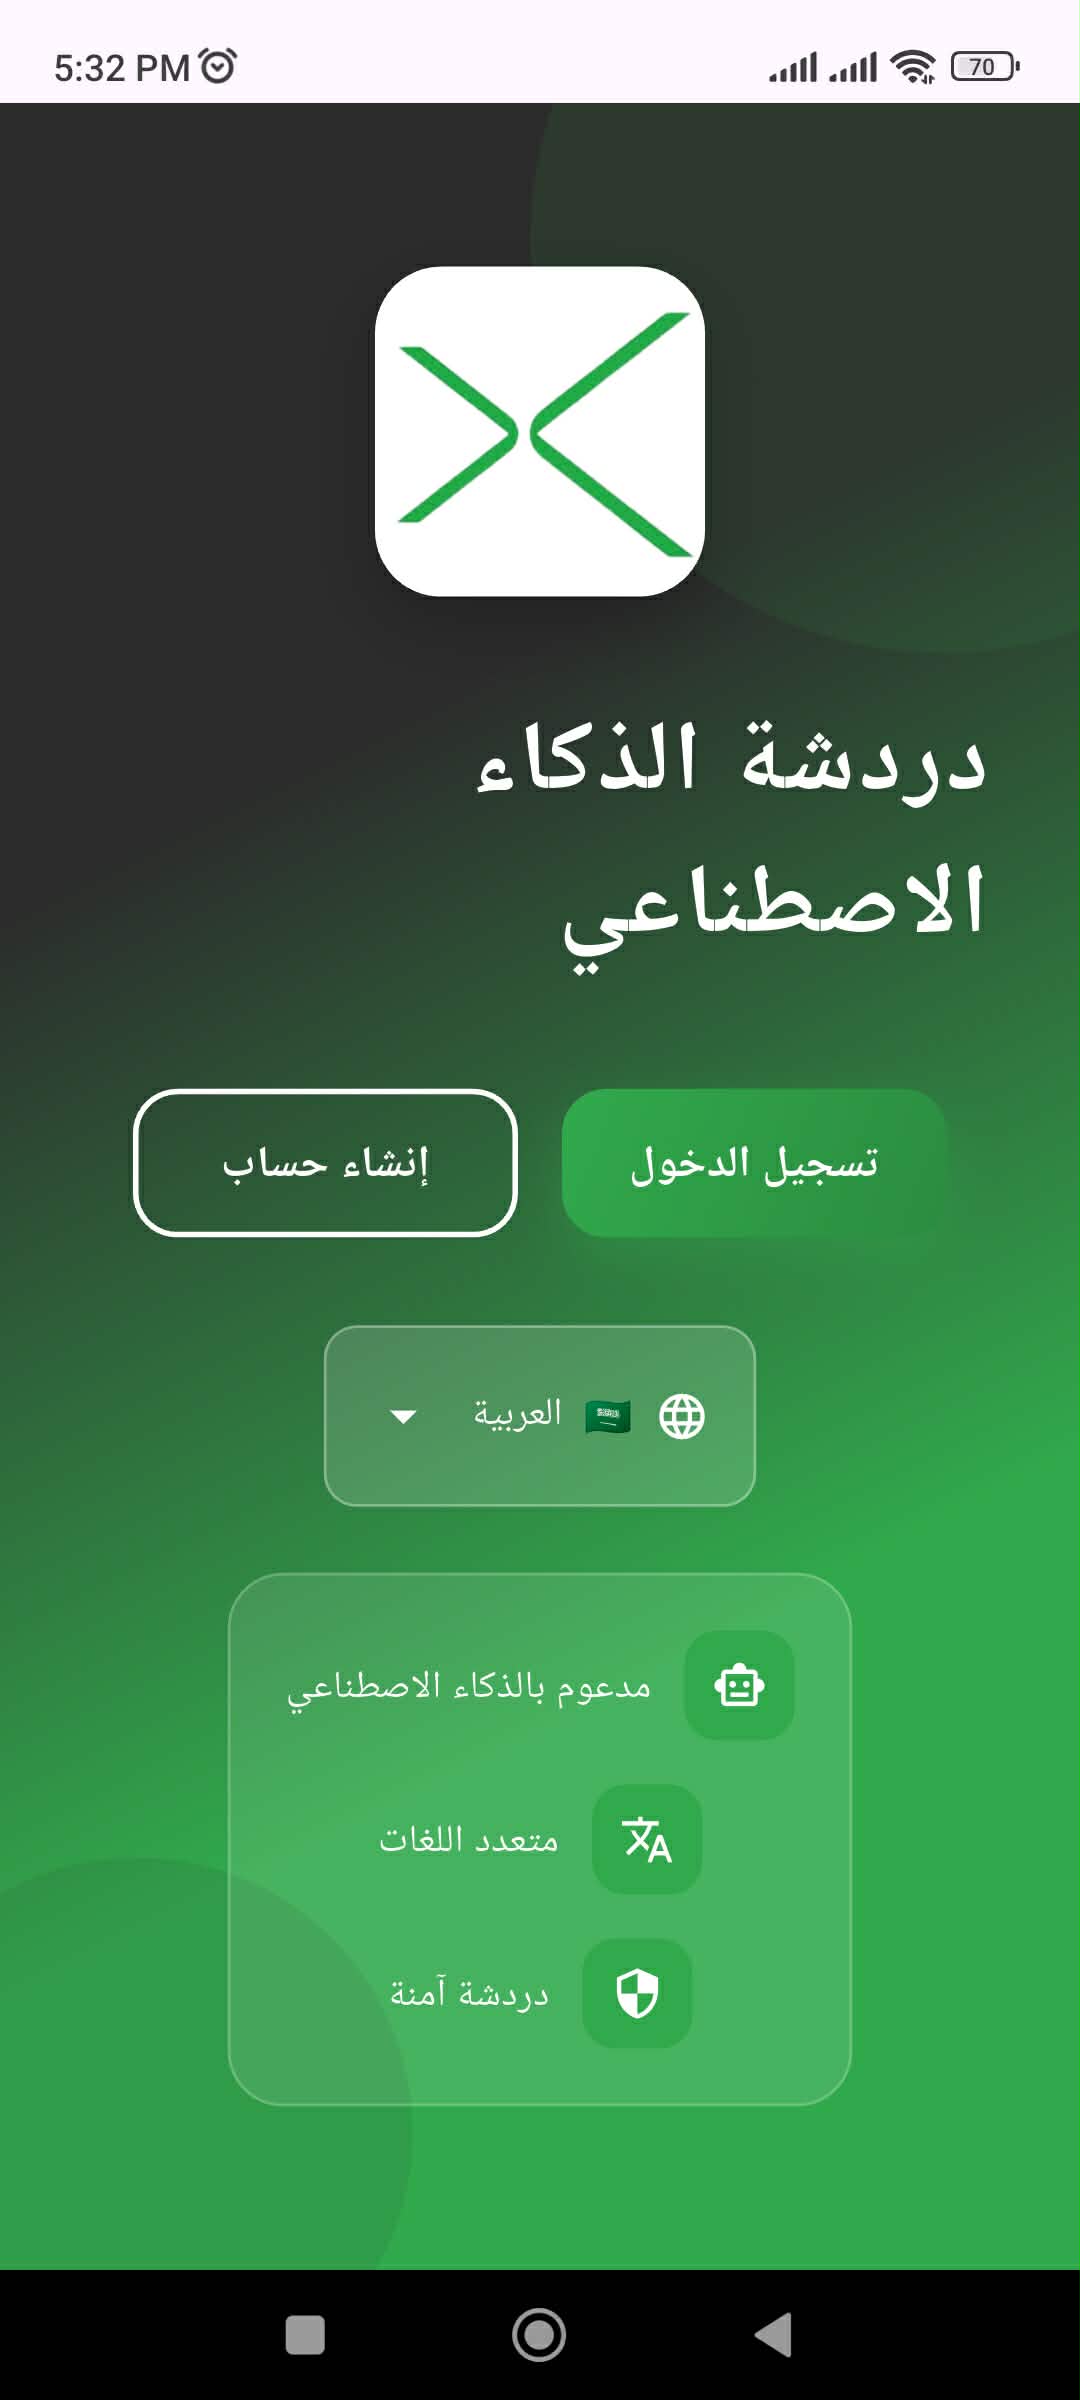 5:32 PM
70
دردشة الذكاء
الاصطناعي
تسجيل الدخول
إنشاء حساب
العربية
مدعوم بالذكاء الاصطناعي
متعدد اللغات
دردشة آمنة